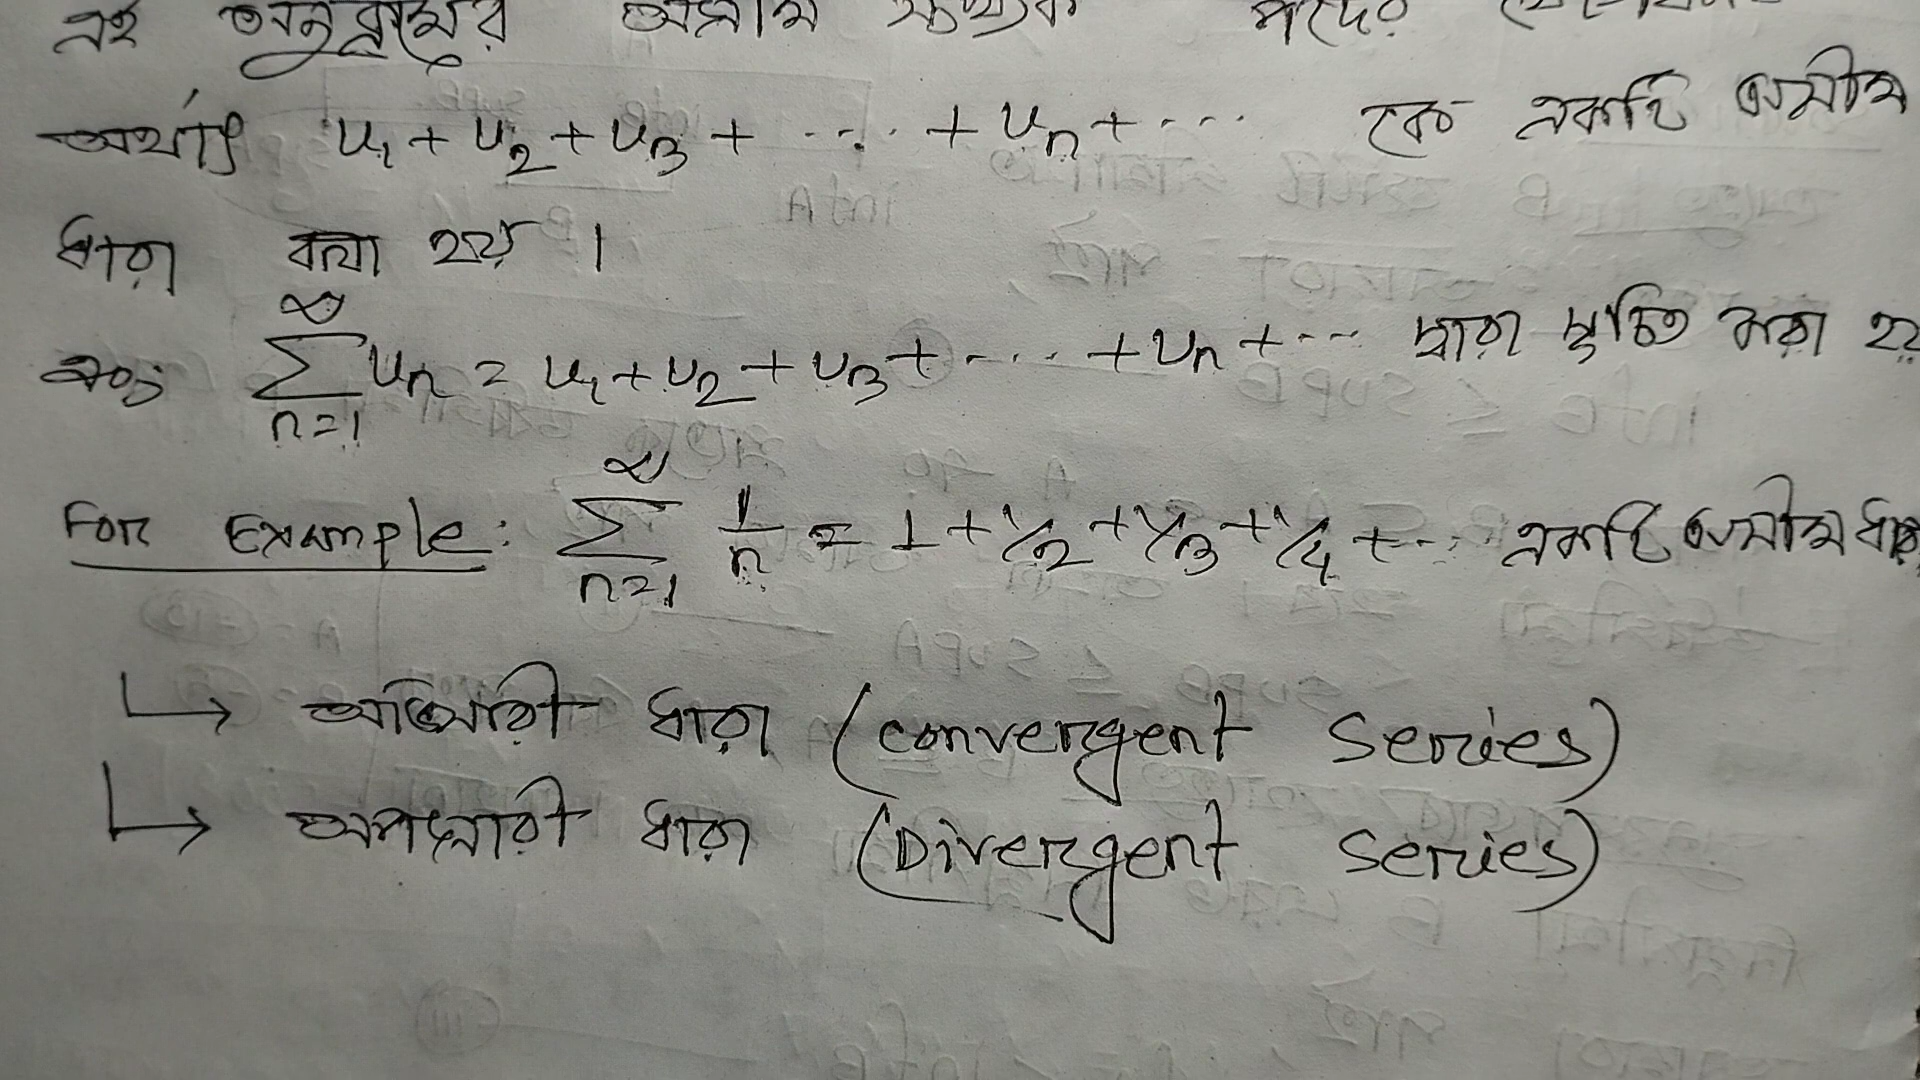 এই অনুক্রমের অসীম সংখ্যক পদের
অর্থাৎ u₁ + u₂ + u₃ + ... + uₙ + ... কে একটি অসীম
ধারা বলা হয় ।
এবং ∞∑n=1 uₙ = u₁ + u₂ + u₃ + ... + uₙ + ... দ্বারা সূচিত করা হয়
For Example: ∞∑n=1 1/n = 1 + 1/2 + 1/3 + 1/4 + ... একটি অসীম ধারা
↳ অভিসারী ধারা (convergent series)
↳ অপসারী ধারা (Divergent series)